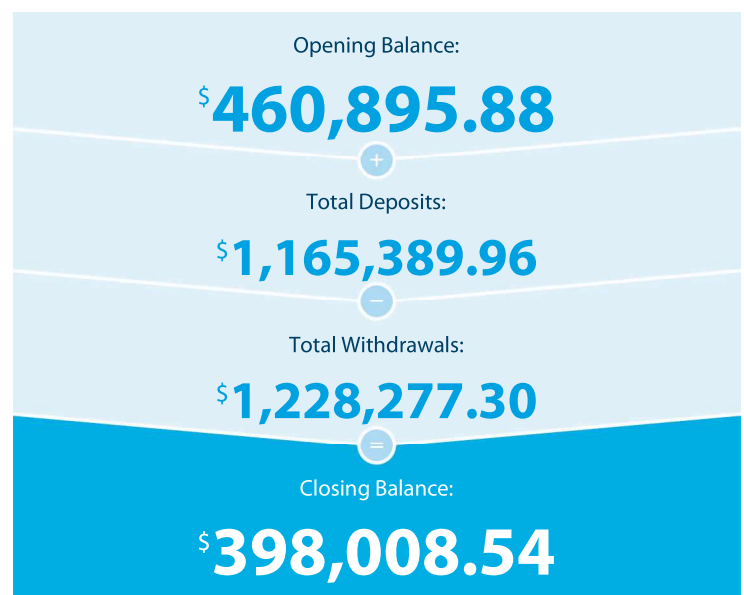 Opening Balance:
$460,895.88
+
Total Deposits:
$1,165,389.96
−
Total Withdrawals:
$1,228,277.30
=
Closing Balance:
$398,008.54